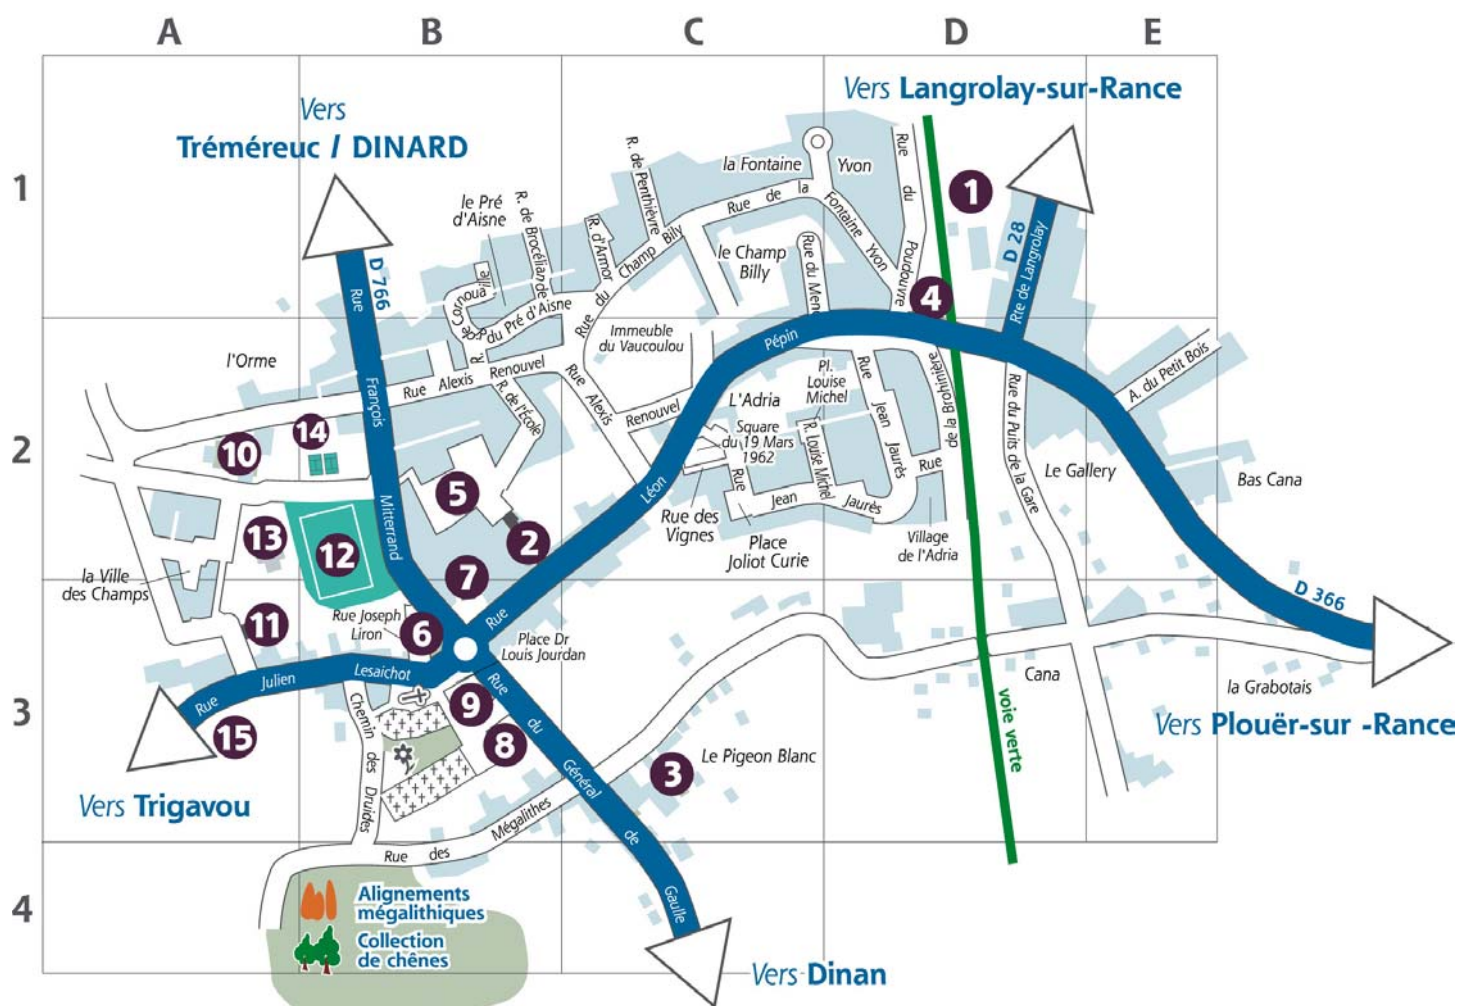 A B C D E
1
2
3
4
Vers
Tréméreuc / DINARD
Vers Langrolay-sur-Rance
Vers Plouër-sur -Rance
Vers Trigavou
Vers Dinan
D 766
D 28
D 366
1
2
3
4
5
6
7
8
9
10
11
12
13
14
15
le Pré
d'Aisne
R. de Brocéliande
R. de Cornouaille
R. du Pré d'Aisne
R. d'Armor
R. de Penthièvre
Rue du Champ Billy
la Fontaine
Yvon
Rue de la Fontaine Yvon
le Champ
Billy
Rue du Mené
Rue du Poudouvre
Rte de Langrolay
Immeuble
du Vaucoulou
l'Orme
Rue Alexis Renouvel
R. de l'École
Rue Alexis Renouvel
Rue François Mitterrand
Rue Léon Pépin
L'Adria
Pl.
Louise
Michel
R. Louise Michel
Square
du 19 Mars
1962
Rue des
Vignes
Rue Jean Jaurès
Rue Jean Jaurès
Rue
Place
Joliot Curie
Village
de l'Adria
de la Brohinière
Rue du Puits de la Gare
Le Gallery
A. du Petit Bois
Bas Cana
la Ville
des Champs
Rue Joseph
Liron
Place Dr
Louis Jourdan
Rue Julien Lesaichot
Chemin des Druides
Rue du Général de Gaulle
Rue des Mégalithes
Le Pigeon Blanc
Cana
voie verte
la Grabotais
Alignements
mégalithiques
Collection
de chênes